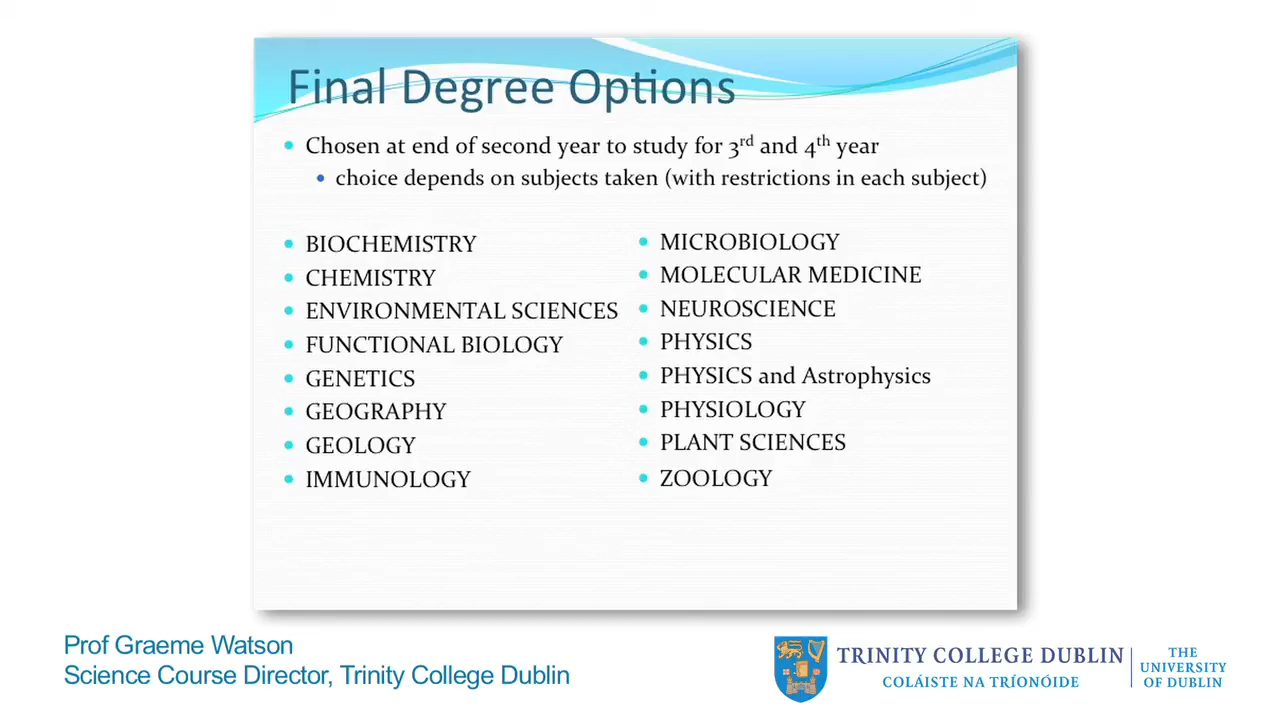 Final Degree Options
Chosen at end of second year to study for 3rd and 4th year
choice depends on subjects taken (with restrictions in each subject)
BIOCHEMISTRY
CHEMISTRY
ENVIRONMENTAL SCIENCES
FUNCTIONAL BIOLOGY
GENETICS
GEOGRAPHY
GEOLOGY
IMMUNOLOGY
MICROBIOLOGY
MOLECULAR MEDICINE
NEUROSCIENCE
PHYSICS
PHYSICS and Astrophysics
PHYSIOLOGY
PLANT SCIENCES
ZOOLOGY
Prof Graeme Watson
Science Course Director, Trinity College Dublin
TRINITY COLLEGE DUBLIN
COLÁISTE NA TRÍONÓIDE
THE
UNIVERSITY
OF DUBLIN